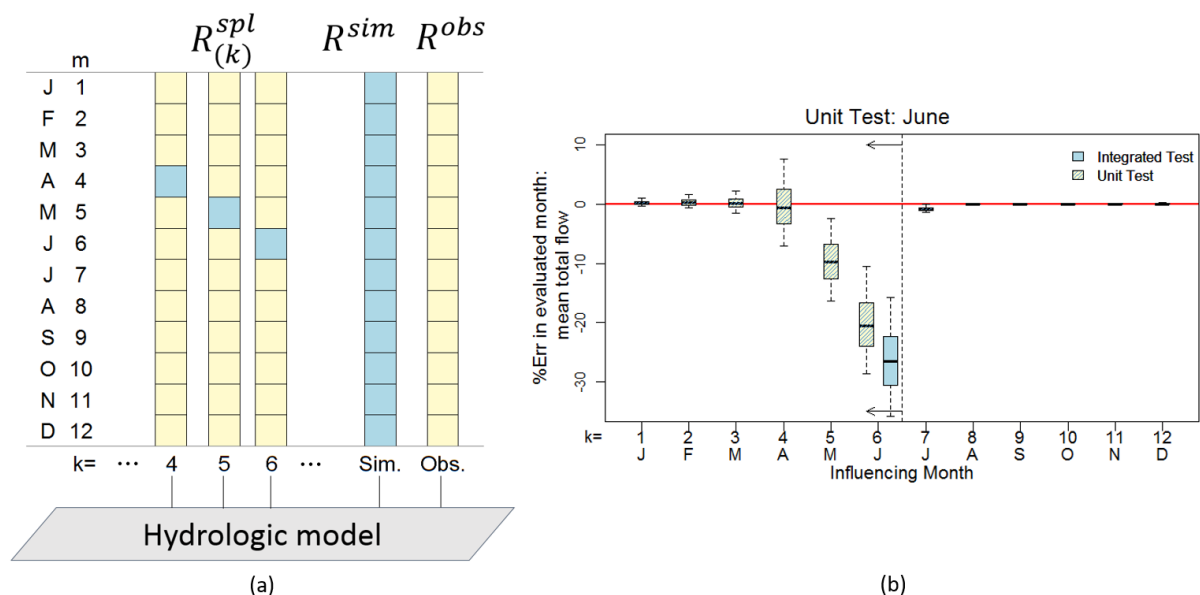 R^{spl}_{(k)} R^{sim} R^{obs}
m
J 1
F 2
M 3
A 4
M 5
J 6
J 7
A 8
S 9
O 10
N 11
D 12
k= ... 4 5 6 ... Sim. Obs.
Hydrologic model
(a)
Unit Test: June
%Err in evaluated month:
mean total flow
10
0
-10
-20
-30
Integrated Test
Unit Test
k= 1 2 3 4 5 6 7 8 9 10 11 12
J F M A M J J A S O N D
Influencing Month
(b)